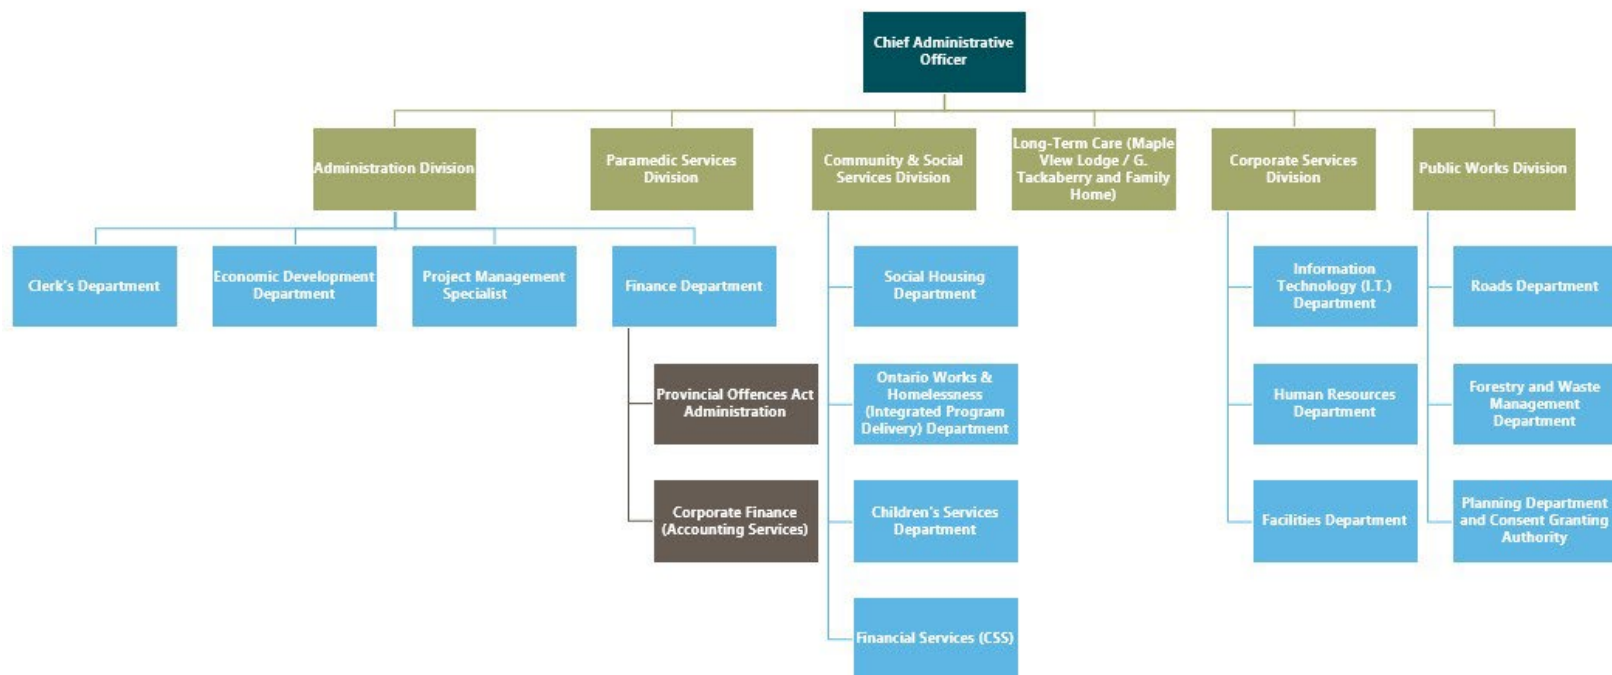 Chief Administrative
Officer
Administration Division
Paramedic Services
Division
Community & Social
Services Division
Long-Term Care (Maple
View Lodge / G.
Tackaberry and Family
Home)
Corporate Services
Division
Public Works Division
Clerk's Department
Economic Development
Department
Project Management
Specialist
Finance Department
Social Housing
Department
Information
Technology (I.T.)
Department
Roads Department
Provincial Offences Act
Administration
Ontario Works &
Homelessness
(Integrated Program
Delivery) Department
Human Resources
Department
Forestry and Waste
Management
Department
Corporate Finance
(Accounting Services)
Children's Services
Department
Facilities Department
Planning Department
and Consent Granting
Authority
Financial Services (CSS)